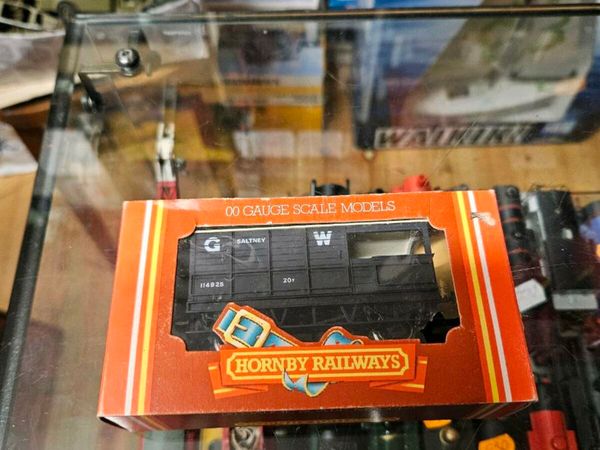 00 GAUGE SCALE MODELS
G SALTNEY W
114925 20T
HORNBY RAILWAYS